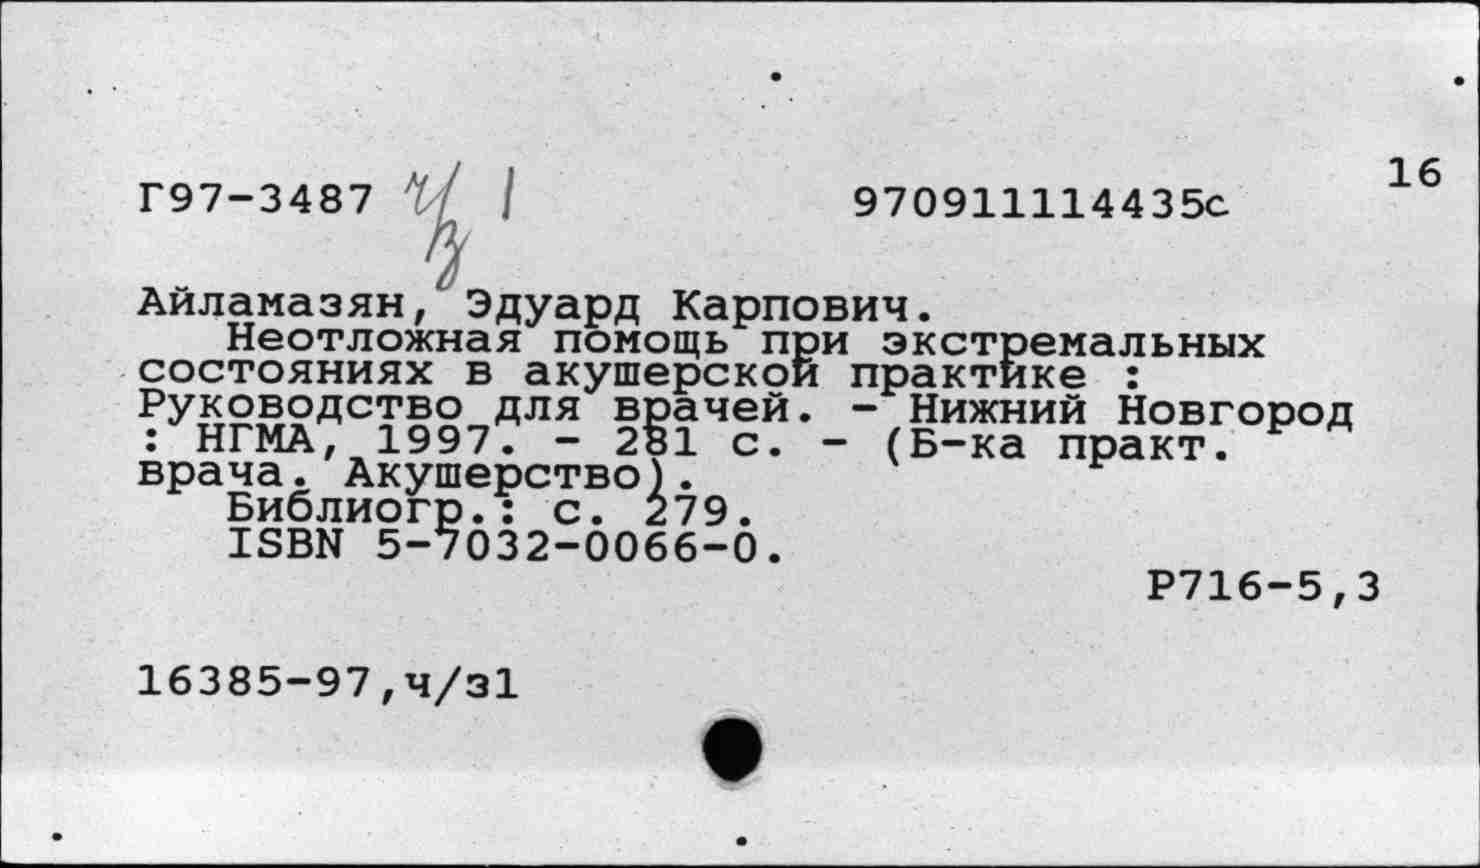 16
Г97-3487 ч/з 1 970911114435с
Айламазян, Эдуард Карпович.
Неотложная помощь при экстремальных
состояниях в акушерской практике :
Руководство для врачей. - Нижний Новгород
: НГМА, 1997. - 281 с. - (Б-ка практ.
врача. Акушерство).
Библиогр.: с. 279.
ISBN 5-7032-0066-0.
Р716-5,3
16385-97,ч/з1